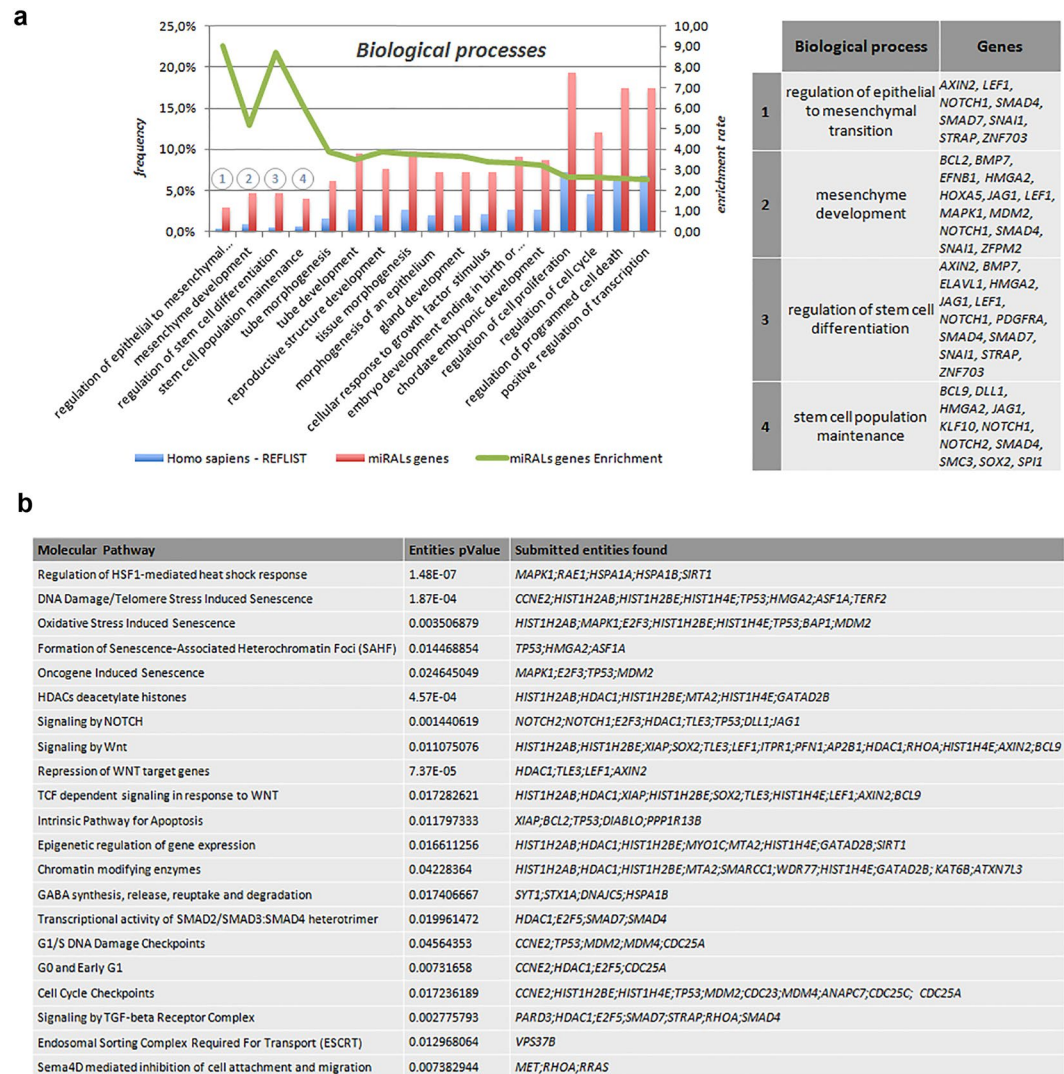 a
Biological processes
frequency
25,0%
20,0%
15,0%
10,0%
5,0%
0,0%
10,00
9,00
8,00
7,00
6,00
5,00
4,00
3,00
2,00
1,00
0,00
enrichment rate
1 2 3 4
regulation of epithelial to mesenchymal...
mesenchyme development
regulation of stem cell differentiation
stem cell population maintenance
tube morphogenesis
tube development
reproductive structure development
tissue morphogenesis
morphogenesis of an epithelium
gland development
cellular response to growth factor stimulus
embryo development ending in birth or...
chordate embryonic development
regulation of cell proliferation
regulation of cell cycle
regulation of programmed cell death
positive regulation of transcription
Homo sapiens - REFLIST miRALs genes miRALs genes Enrichment
Biological process Genes
1 regulation of epithelial to mesenchymal transition
AXIN2, LEF1,
NOTCH1, SMAD4,
SMAD7, SNAI1,
STRAP, ZNF703
2 mesenchyme development
BCL2, BMP7,
EFNB1, HMGA2,
HOXA5, JAG1, LEF1,
MAPK1, MDM2,
NOTCH1, SMAD4,
SNAI1, ZFPM2
3 regulation of stem cell differentiation
AXIN2, BMP7,
ELAVL1, HMGA2,
JAG1, LEF1,
NOTCH1, PDGFRA,
SMAD4, SMAD7,
SNAI1, STRAP,
ZNF703
4 stem cell population maintenance
BCL9, DLL1,
HMGA2, JAG1,
KLF10, NOTCH1,
NOTCH2, SMAD4,
SMC3, SOX2, SPI1
b
Molecular Pathway Entities pValue Submitted entities found
Regulation of HSF1-mediated heat shock response 1.48E-07 MAPK1;RAE1;HSPA1A;HSPA1B;SIRT1
DNA Damage/Telomere Stress Induced Senescence 1.87E-04 CCNE2;HIST1H2AB;HIST1H2BE;HIST1H4E;TP53;HMGA2;ASF1A;TERF2
Oxidative Stress Induced Senescence 0.003506879 HIST1H2AB;MAPK1;E2F3;HIST1H2BE;HIST1H4E;TP53;BAP1;MDM2
Formation of Senescence-Associated Heterochromatin Foci (SAHF) 0.014468854 TP53;HMGA2;ASF1A
Oncogene Induced Senescence 0.024645049 MAPK1;E2F3;TP53;MDM2
HDACs deacetylate histones 4.57E-04 HIST1H2AB;HDAC1;HIST1H2BE;MTA2;HIST1H4E;GATAD2B
Signaling by NOTCH 0.001440619 NOTCH2;NOTCH1;E2F3;HDAC1;TLE3;TP53;DLL1;JAG1
Signaling by Wnt 0.011075076 HIST1H2AB;HIST1H2BE;XIAP;SOX2;TLE3;LEF1;ITPR1;PFN1;AP2B1;HDAC1;RHOA;HIST1H4E;AXIN2;BCL9
Repression of WNT target genes 7.37E-05 HDAC1;TLE3;LEF1;AXIN2
TCF dependent signaling in response to WNT 0.017282621 HIST1H2AB;HDAC1;XIAP;HIST1H2BE;SOX2;TLE3;HIST1H4E;LEF1;AXIN2;BCL9
Intrinsic Pathway for Apoptosis 0.011797333 XIAP;BCL2;TP53;DIABLO;PPP1R13B
Epigenetic regulation of gene expression 0.016611256 HIST1H2AB;HDAC1;HIST1H2BE;MYO1C;MTA2;HIST1H4E;GATAD2B;SIRT1
Chromatin modifying enzymes 0.04228364 HIST1H2AB;HDAC1;HIST1H2BE;MTA2;SMARCC1;WDR77;HIST1H4E;GATAD2B; KAT6B;ATXN7L3
GABA synthesis, release, reuptake and degradation 0.017406667 SYT1;STX1A;DNAJC5;HSPA1B
Transcriptional activity of SMAD2/SMAD3:SMAD4 heterotrimer 0.019961472 HDAC1;E2F5;SMAD7;SMAD4
G1/S DNA Damage Checkpoints 0.04564353 CCNE2;TP53;MDM2;MDM4;CDC25A
G0 and Early G1 0.00731658 CCNE2;HDAC1;E2F5;CDC25A
Cell Cycle Checkpoints 0.017236189 CCNE2;HIST1H2BE;HIST1H4E;TP53;MDM2;CDC23;MDM4;ANAPC7;CDC25C; CDC25A
Signaling by TGF-beta Receptor Complex 0.002775793 PARD3;HDAC1;E2F5;SMAD7;STRAP;RHOA;SMAD4
Endosomal Sorting Complex Required For Transport (ESCRT) 0.012968064 VPS37B
Sema4D mediated inhibition of cell attachment and migration 0.007382944 MET;RHOA;RRAS